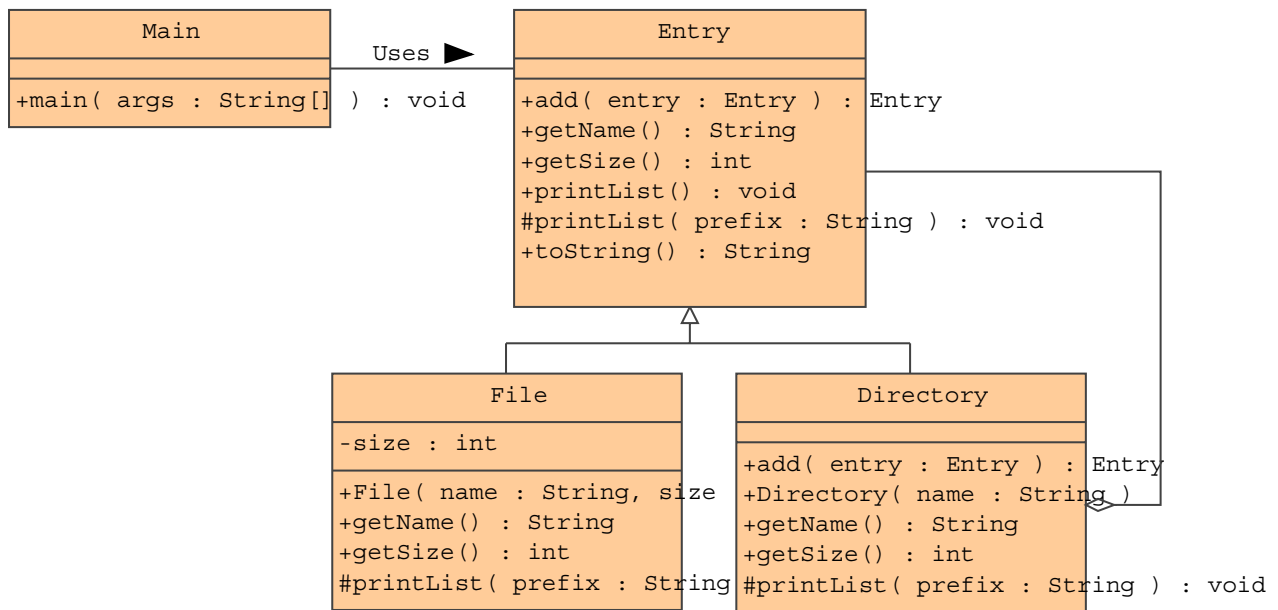 Main
+main( args : String[] ) : void
Uses
Entry
+add( entry : Entry ) : Entry
+getName() : String
+getSize() : int
+printList() : void
#printList( prefix : String ) : void
+toString() : String
File
-size : int
+File( name : String, size
+getName() : String
+getSize() : int
#printList( prefix : String
Directory
+add( entry : Entry ) : Entry
+Directory( name : String )
+getName() : String
+getSize() : int
#printList( prefix : String ) : void